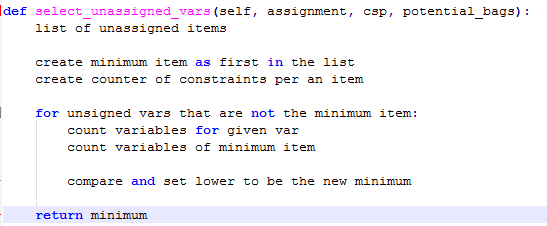 def select_unassigned_vars(self, assignment, csp, potential_bags):
list of unassigned items
create minimum item as first in the list
create counter of constraints per an item
for unsigned vars that are not the minimum item:
count variables for given var
count variables of minimum item
compare and set lower to be the new minimum
return minimum